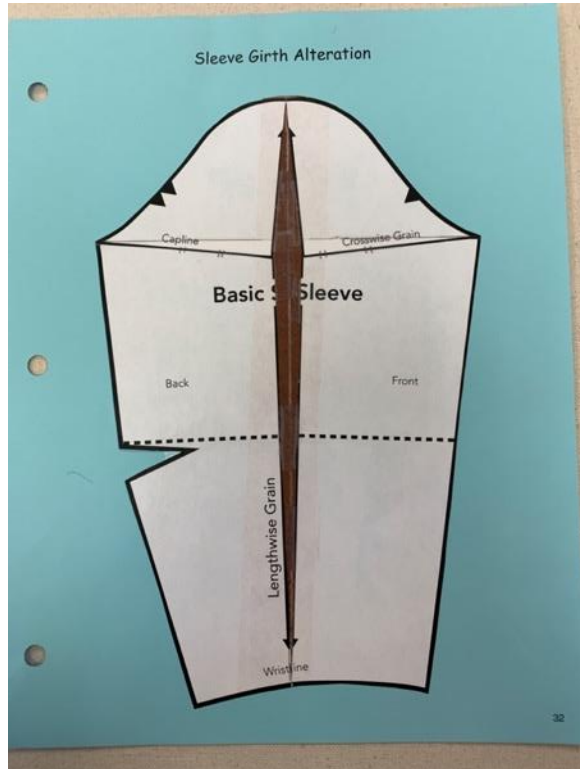 Sleeve Girth Alteration
Capline Crosswise Grain
Basic S Sleeve
Back Front
Lengthwise Grain
Wristline
32